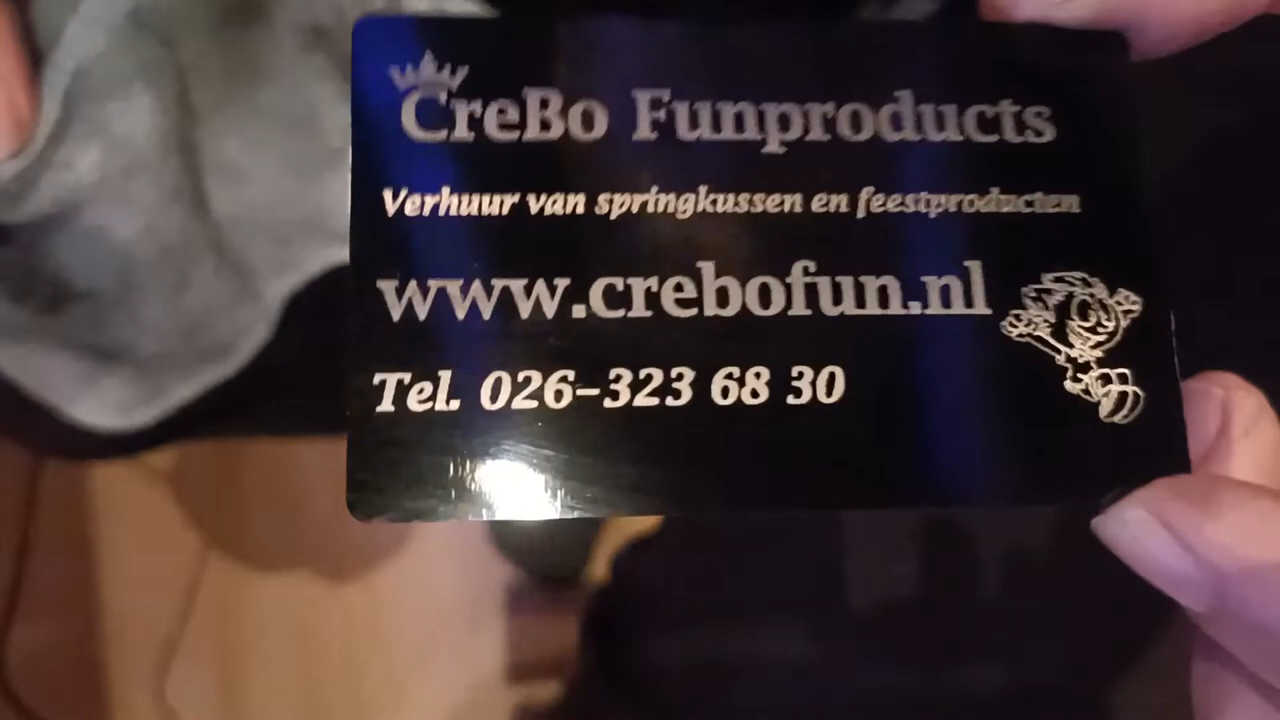 CreBo Funproducts
Verhuur van springkussen en feestproducten
www.crebofun.nl
Tel. 026-323 68 30